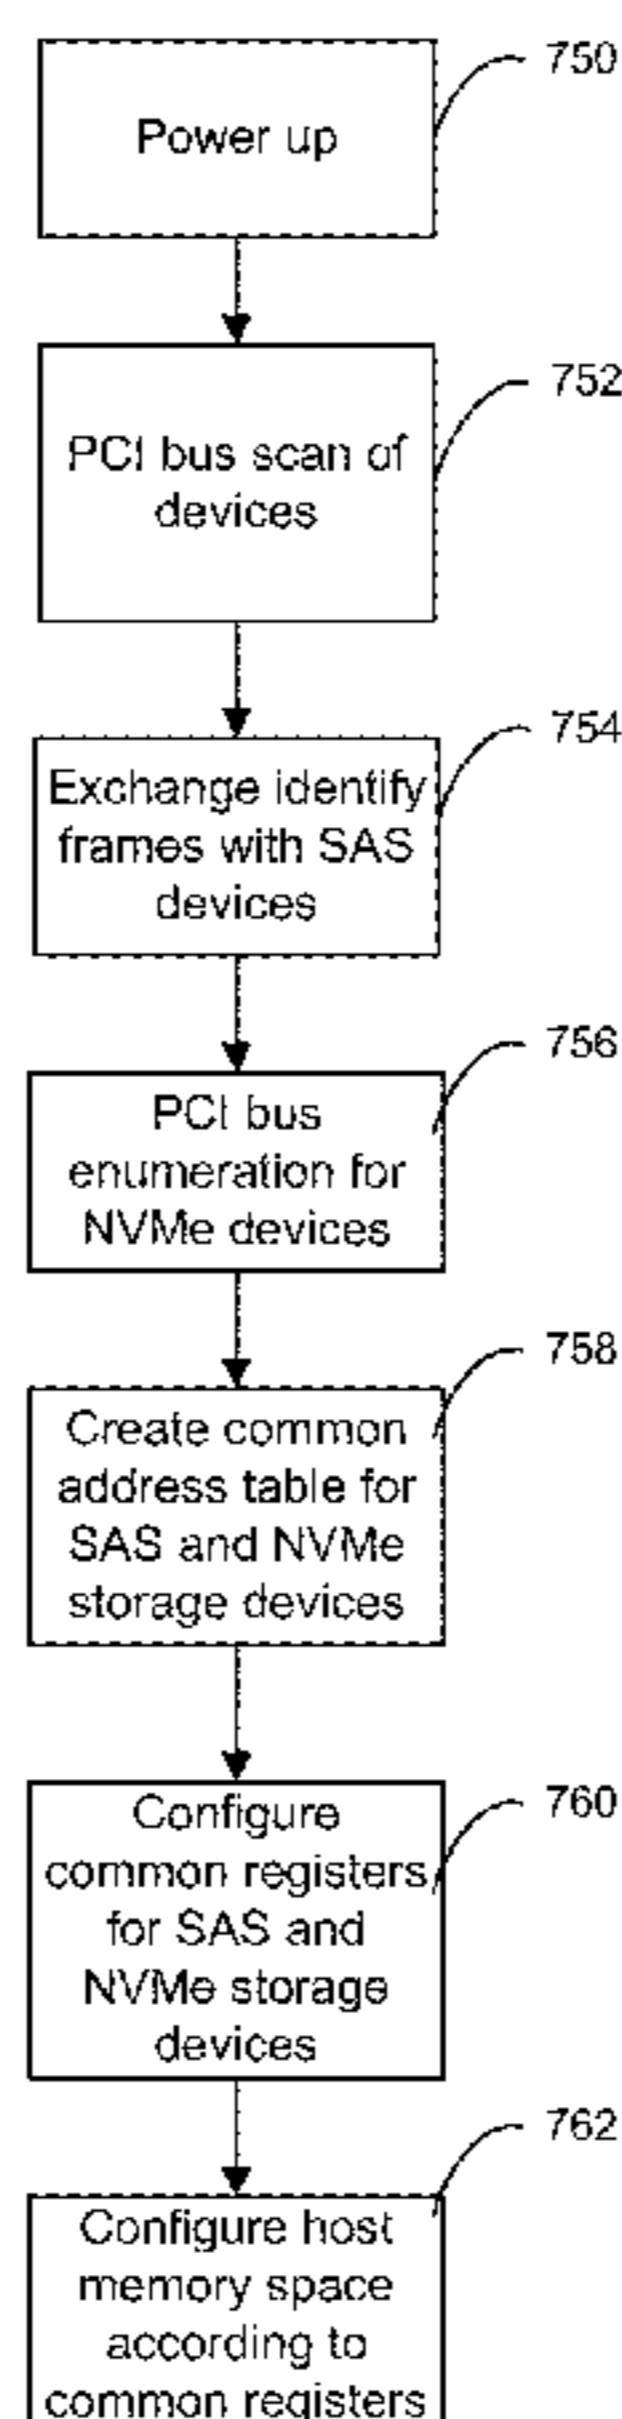 750
Power up
752
PCI bus scan of
devices
754
Exchange identify
frames with SAS
devices
756
PCI bus
enumeration for
NVMe devices
758
Create common
address table for
SAS and NVMe
storage devices
760
Configure
common registers
for SAS and
NVMe storage
devices
762
Configure host
memory space
according to
common registers